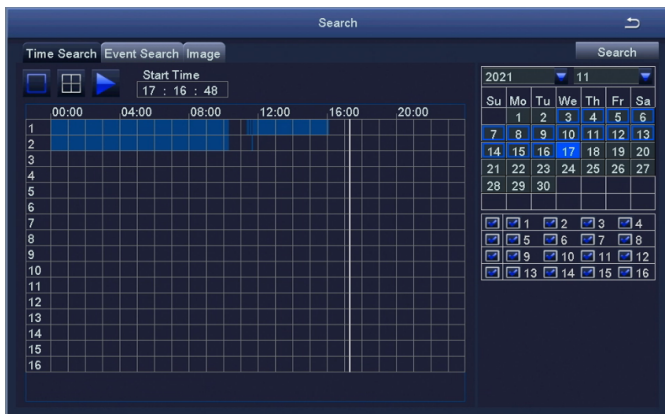 Search
Time Search Event Search Image
Search
Start Time
17 : 16 : 48
00:00 04:00 08:00 12:00 16:00 20:00
1
2
3
4
5
6
7
8
9
10
11
12
13
14
15
16
2021 11
Su Mo Tu We Th Fr Sa
1 2 3 4 5 6
7 8 9 10 11 12 13
14 15 16 17 18 19 20
21 22 23 24 25 26 27
28 29 30
1 2 3 4
5 6 7 8
9 10 11 12
13 14 15 16